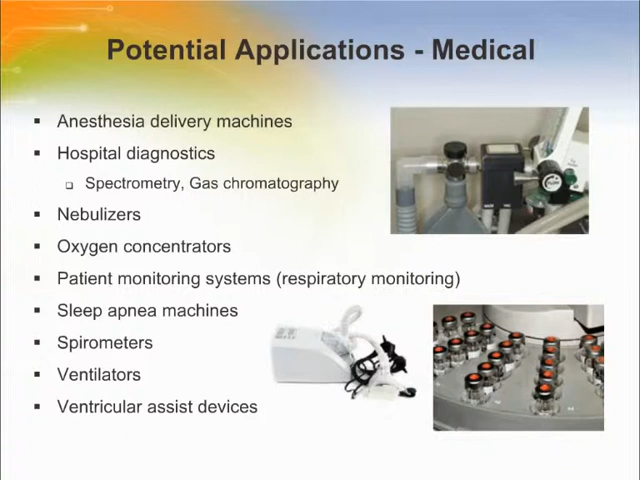 Potential Applications - Medical
▪ Anesthesia delivery machines
▪ Hospital diagnostics
❑ Spectrometry, Gas chromatography
▪ Nebulizers
▪ Oxygen concentrators
▪ Patient monitoring systems (respiratory monitoring)
▪ Sleep apnea machines
▪ Spirometers
▪ Ventilators
▪ Ventricular assist devices